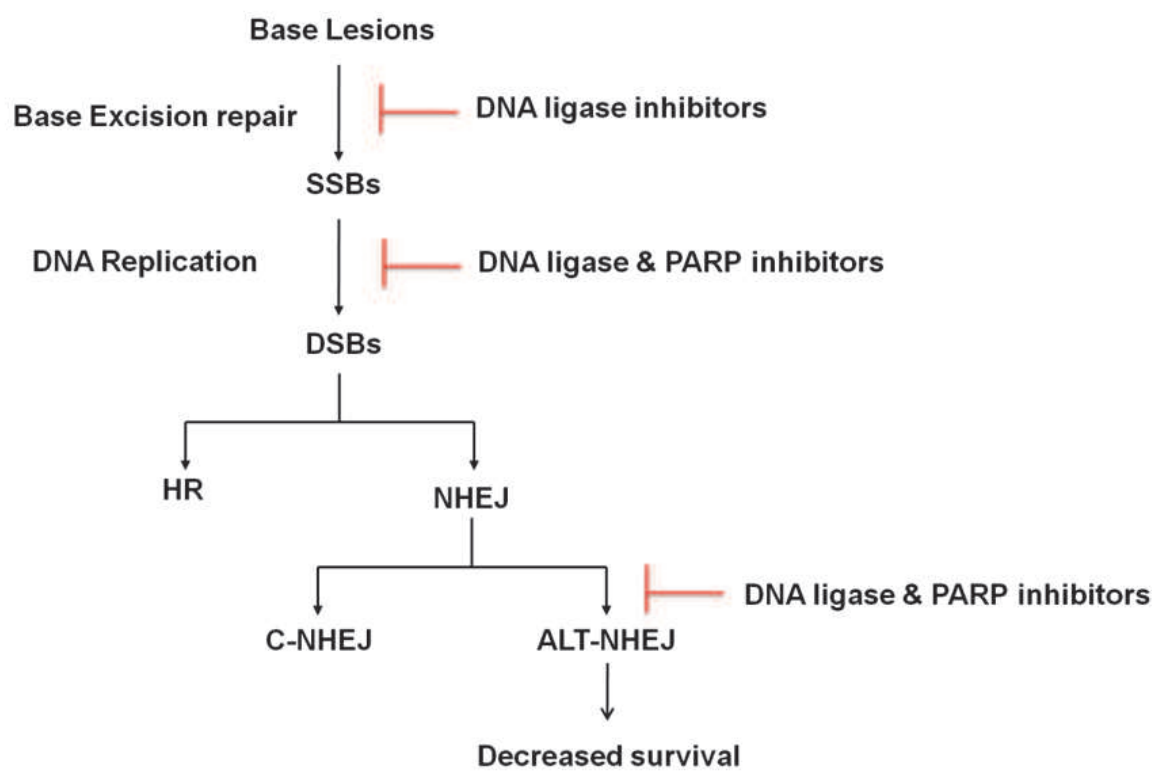 Base Lesions
Base Excision repair
DNA ligase inhibitors
SSBs
DNA Replication
DNA ligase & PARP inhibitors
DSBs
HR
NHEJ
DNA ligase & PARP inhibitors
C-NHEJ
ALT-NHEJ
Decreased survival